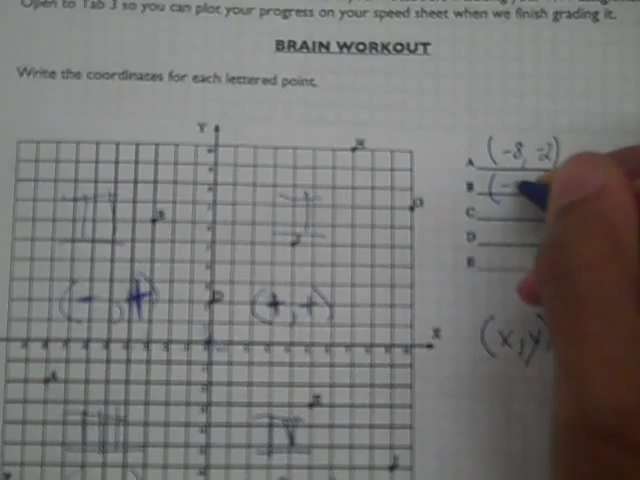 Open to Tab 3 so you can plot your progress on your speed sheet when we finish grading it.
BRAIN WORKOUT
Write the coordinates for each lettered point.
Y
A (-8, -2)
B (-
C
D
E
II
I
(-, +)
(+, +)
X
(x,y)
III
IV